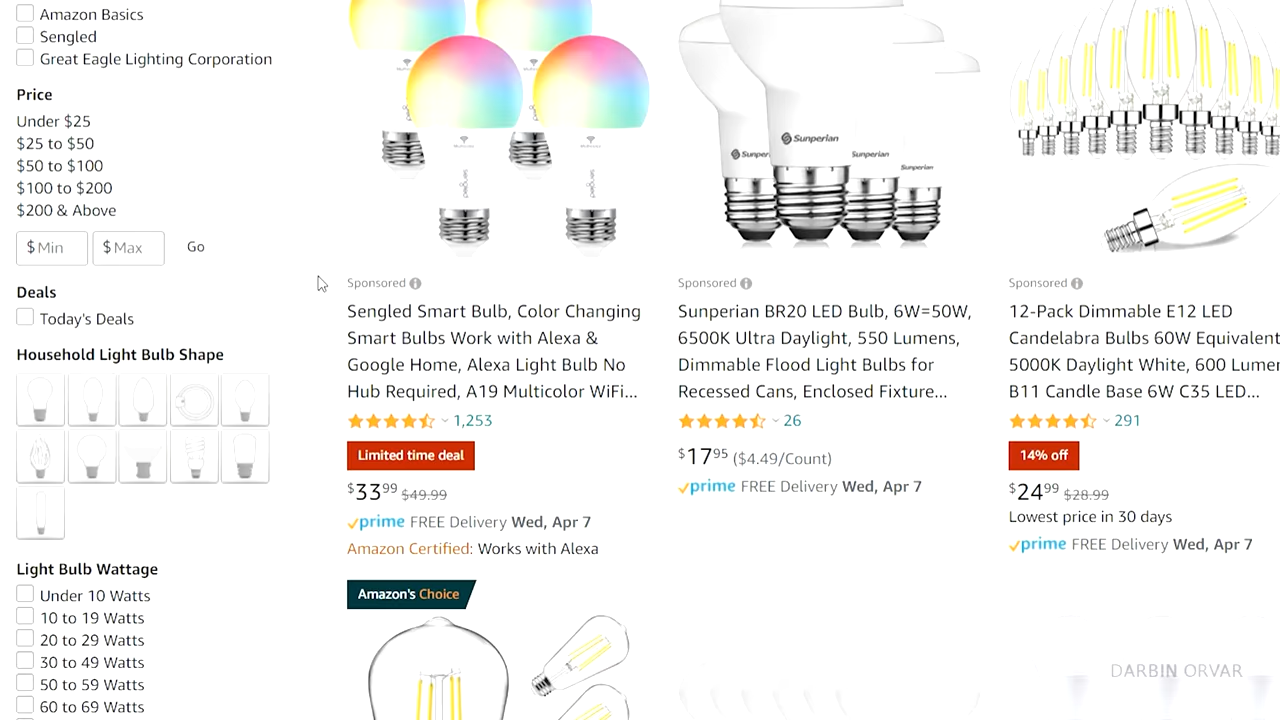 Amazon Basics
Sengled
Great Eagle Lighting Corporation
Price
Under $25
$25 to $50
$50 to $100
$100 to $200
$200 & Above
$ Min
$ Max
Go
Deals
Today's Deals
Household Light Bulb Shape
Light Bulb Wattage
Under 10 Watts
10 to 19 Watts
20 to 29 Watts
30 to 49 Watts
50 to 59 Watts
60 to 69 Watts
sengled
sengled
Sponsored
Sengled Smart Bulb, Color Changing
Smart Bulbs Work with Alexa &
Google Home, Alexa Light Bulb No
Hub Required, A19 Multicolor WiFi...
1,253
Limited time deal
$33.99 $49.99
prime FREE Delivery Wed, Apr 7
Amazon Certified: Works with Alexa
Amazon's Choice
Sunper
Sunperian
Sunperian
Sunperian
Sponsored
Sunperian BR20 LED Bulb, 6W=50W,
6500K Ultra Daylight, 550 Lumens,
Dimmable Flood Light Bulbs for
Recessed Cans, Enclosed Fixture...
26
$17.95 ($4.49/Count)
prime FREE Delivery Wed, Apr 7
Sponsored
12-Pack Dimmable E12 LED
Candelabra Bulbs 60W Equivalent
5000K Daylight White, 600 Lumen
B11 Candle Base 6W C35 LED...
291
14% off
$24.99 $28.99
Lowest price in 30 days
prime FREE Delivery Wed, Apr 7
DARBIN ORVAR